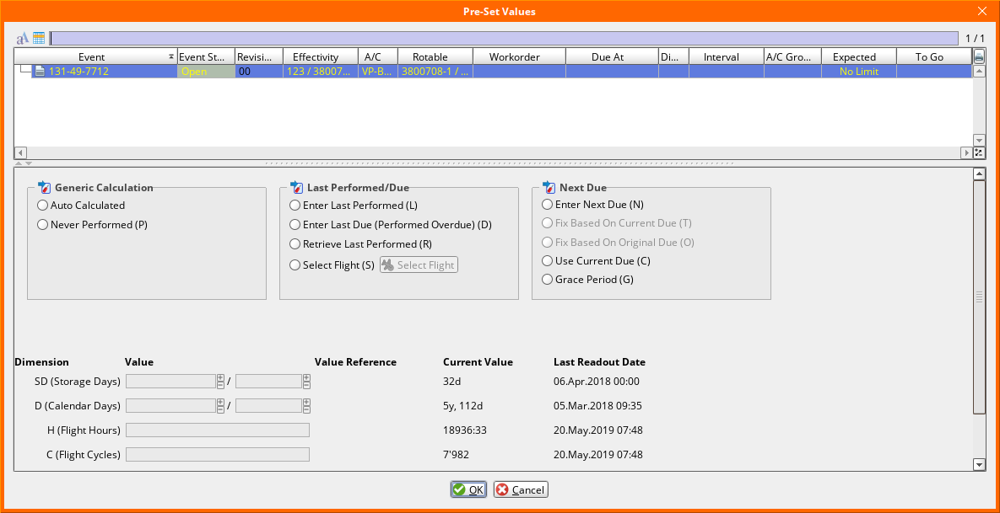 Pre-Set Values
aA 1 / 1
Event Event St... Revisi... Effectivity A/C Rotable Workorder Due At Di... Interval A/C Gro... Expected To Go
131-49-7712 Open 00 123 / 38007... VP-B... 3800708-1 / ... No Limit
Generic Calculation Last Performed/Due Next Due
Auto Calculated Enter Last Performed (L) Enter Next Due (N)
Never Performed (P) Enter Last Due (Performed Overdue) (D) Fix Based On Current Due (T)
Retrieve Last Performed (R) Fix Based On Original Due (O)
Select Flight (S) Select Flight Use Current Due (C)
Grace Period (G)
Dimension Value Value Reference Current Value Last Readout Date
SD (Storage Days) / 32d 06.Apr.2018 00:00
D (Calendar Days) / 5y, 112d 05.Mar.2018 09:35
H (Flight Hours) 18936:33 20.May.2019 07:48
C (Flight Cycles) 7'982 20.May.2019 07:48
OK Cancel